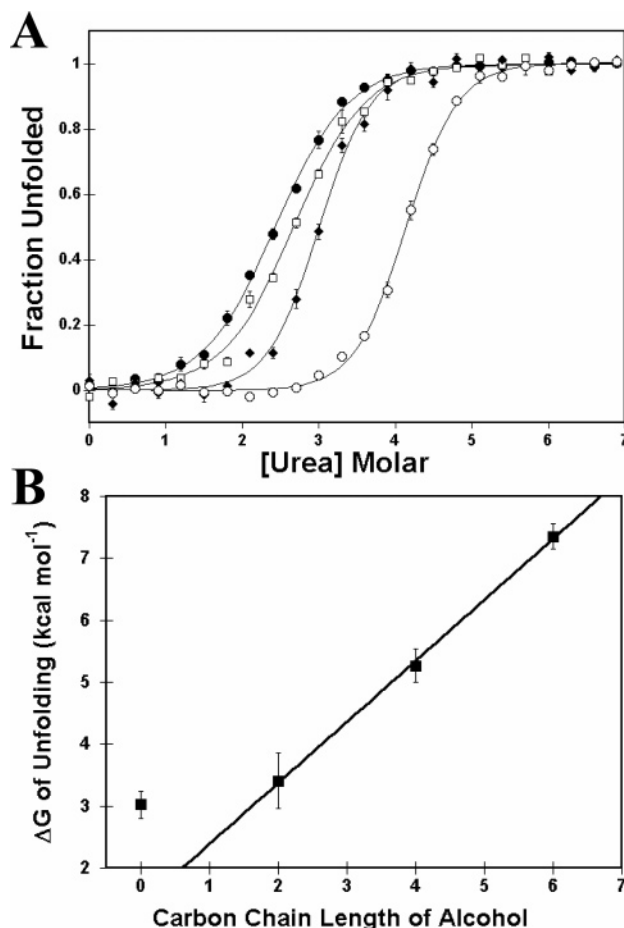 A
Fraction Unfolded
1
0.8
0.6
0.4
0.2
0
0 1 2 3 4 5 6 7
[Urea] Molar
B
ΔG of Unfolding (kcal mol⁻¹)
8
7
6
5
4
3
2
0 1 2 3 4 5 6 7
Carbon Chain Length of Alcohol